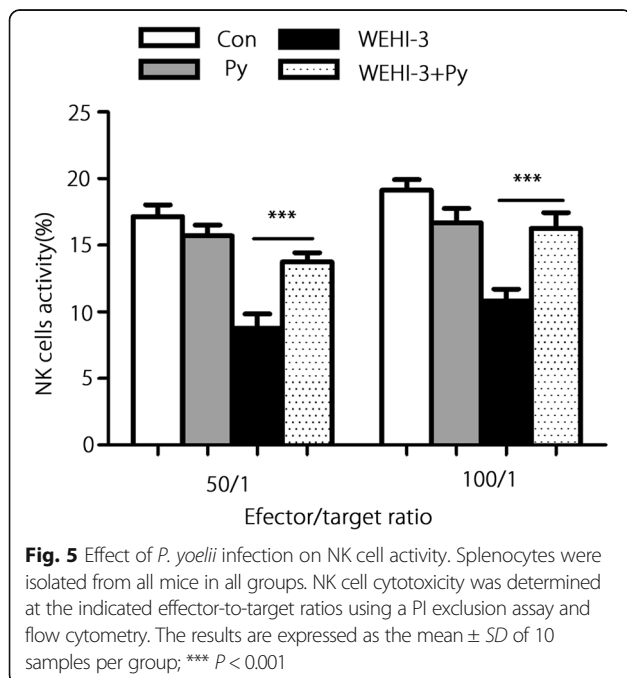 Con WEHI-3
Py WEHI-3+Py
NK cells activity(%)
25
20
15
10
5
0
***
***
50/1 100/1
Efector/target ratio
Fig. 5 Effect of P. yoelii infection on NK cell activity. Splenocytes were
isolated from all mice in all groups. NK cell cytotoxicity was determined
at the indicated effector-to-target ratios using a PI exclusion assay and
flow cytometry. The results are expressed as the mean ± SD of 10
samples per group; *** P < 0.001